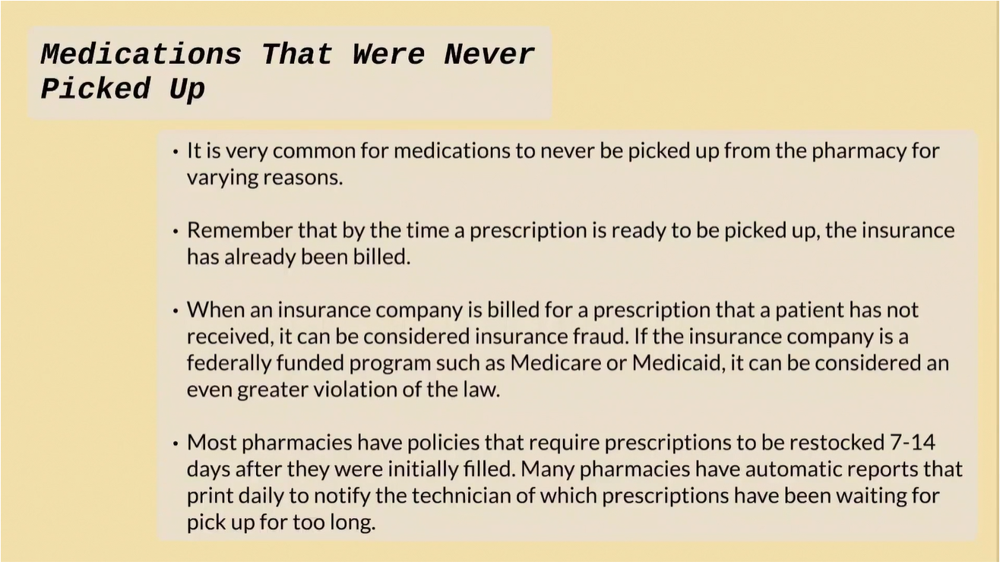 Medications That Were Never
Picked Up
• It is very common for medications to never be picked up from the pharmacy for
varying reasons.
• Remember that by the time a prescription is ready to be picked up, the insurance
has already been billed.
• When an insurance company is billed for a prescription that a patient has not
received, it can be considered insurance fraud. If the insurance company is a
federally funded program such as Medicare or Medicaid, it can be considered an
even greater violation of the law.
• Most pharmacies have policies that require prescriptions to be restocked 7-14
days after they were initially filled. Many pharmacies have automatic reports that
print daily to notify the technician of which prescriptions have been waiting for
pick up for too long.